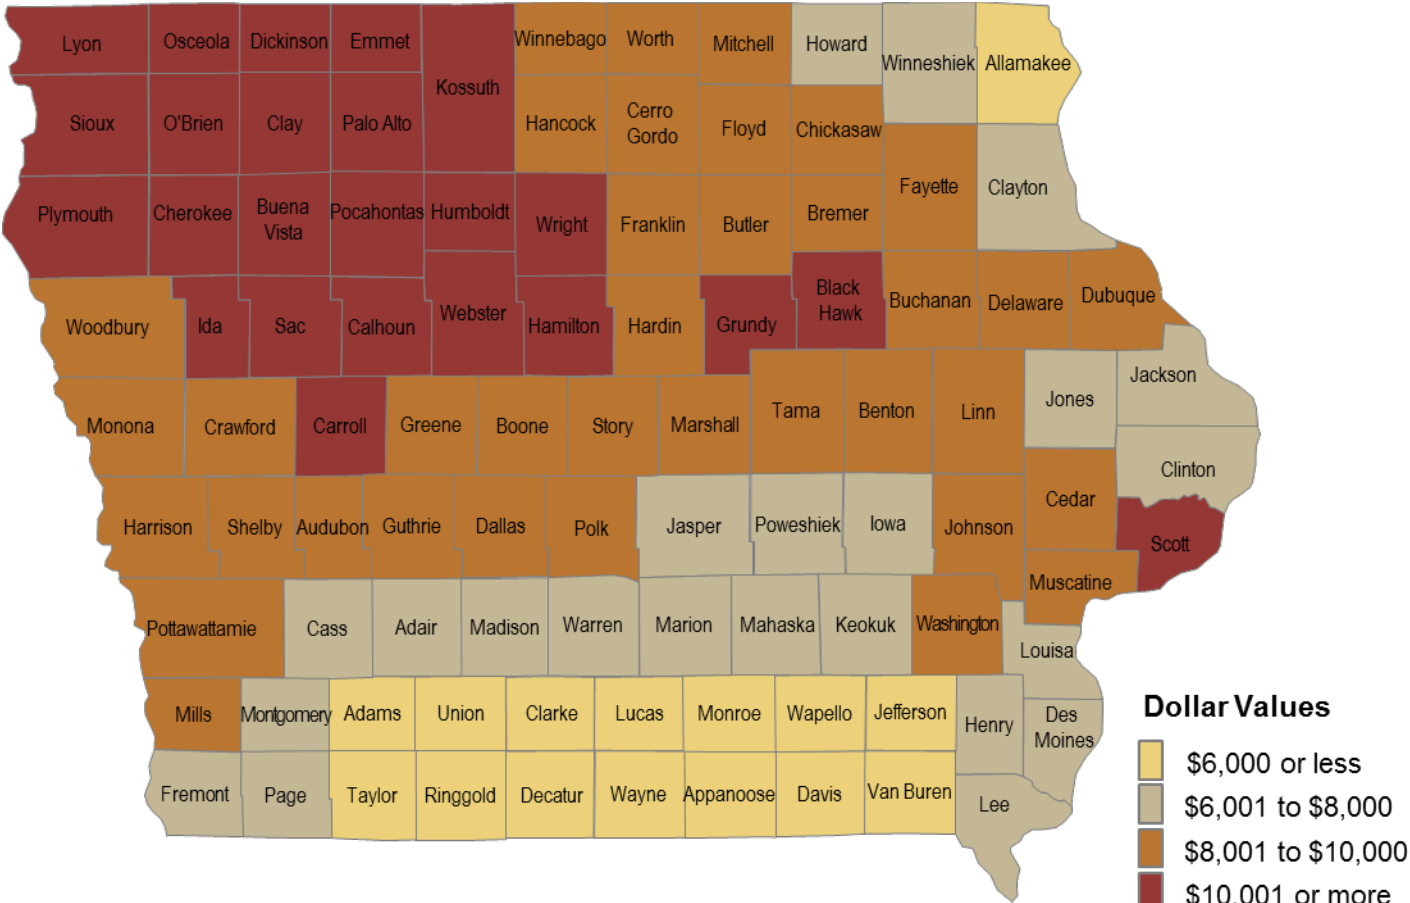 Lyon Osceola Dickinson Emmet Kossuth Winnebago Worth Mitchell Howard Winneshiek Allamakee
Sioux O'Brien Clay Palo Alto Hancock Cerro
Gordo Floyd Chickasaw Fayette Clayton
Plymouth Cherokee Buena
Vista Pocahontas Humboldt Wright Franklin Butler Bremer
Woodbury Ida Sac Calhoun Webster Hamilton Hardin Grundy Black
Hawk Buchanan Delaware Dubuque
Monona Crawford Carroll Greene Boone Story Marshall Tama Benton Linn Jones Jackson
Clinton
Harrison Shelby Audubon Guthrie Dallas Polk Jasper Poweshiek Iowa Johnson Cedar Scott
Muscatine
Pottawattamie Cass Adair Madison Warren Marion Mahaska Keokuk Washington Louisa
Mills Montgomery Adams Union Clarke Lucas Monroe Wapello Jefferson Henry Des
Moines
Fremont Page Taylor Ringgold Decatur Wayne Appanoose Davis Van Buren Lee
Dollar Values
$6,000 or less
$6,001 to $8,000
$8,001 to $10,000
$10,001 or more